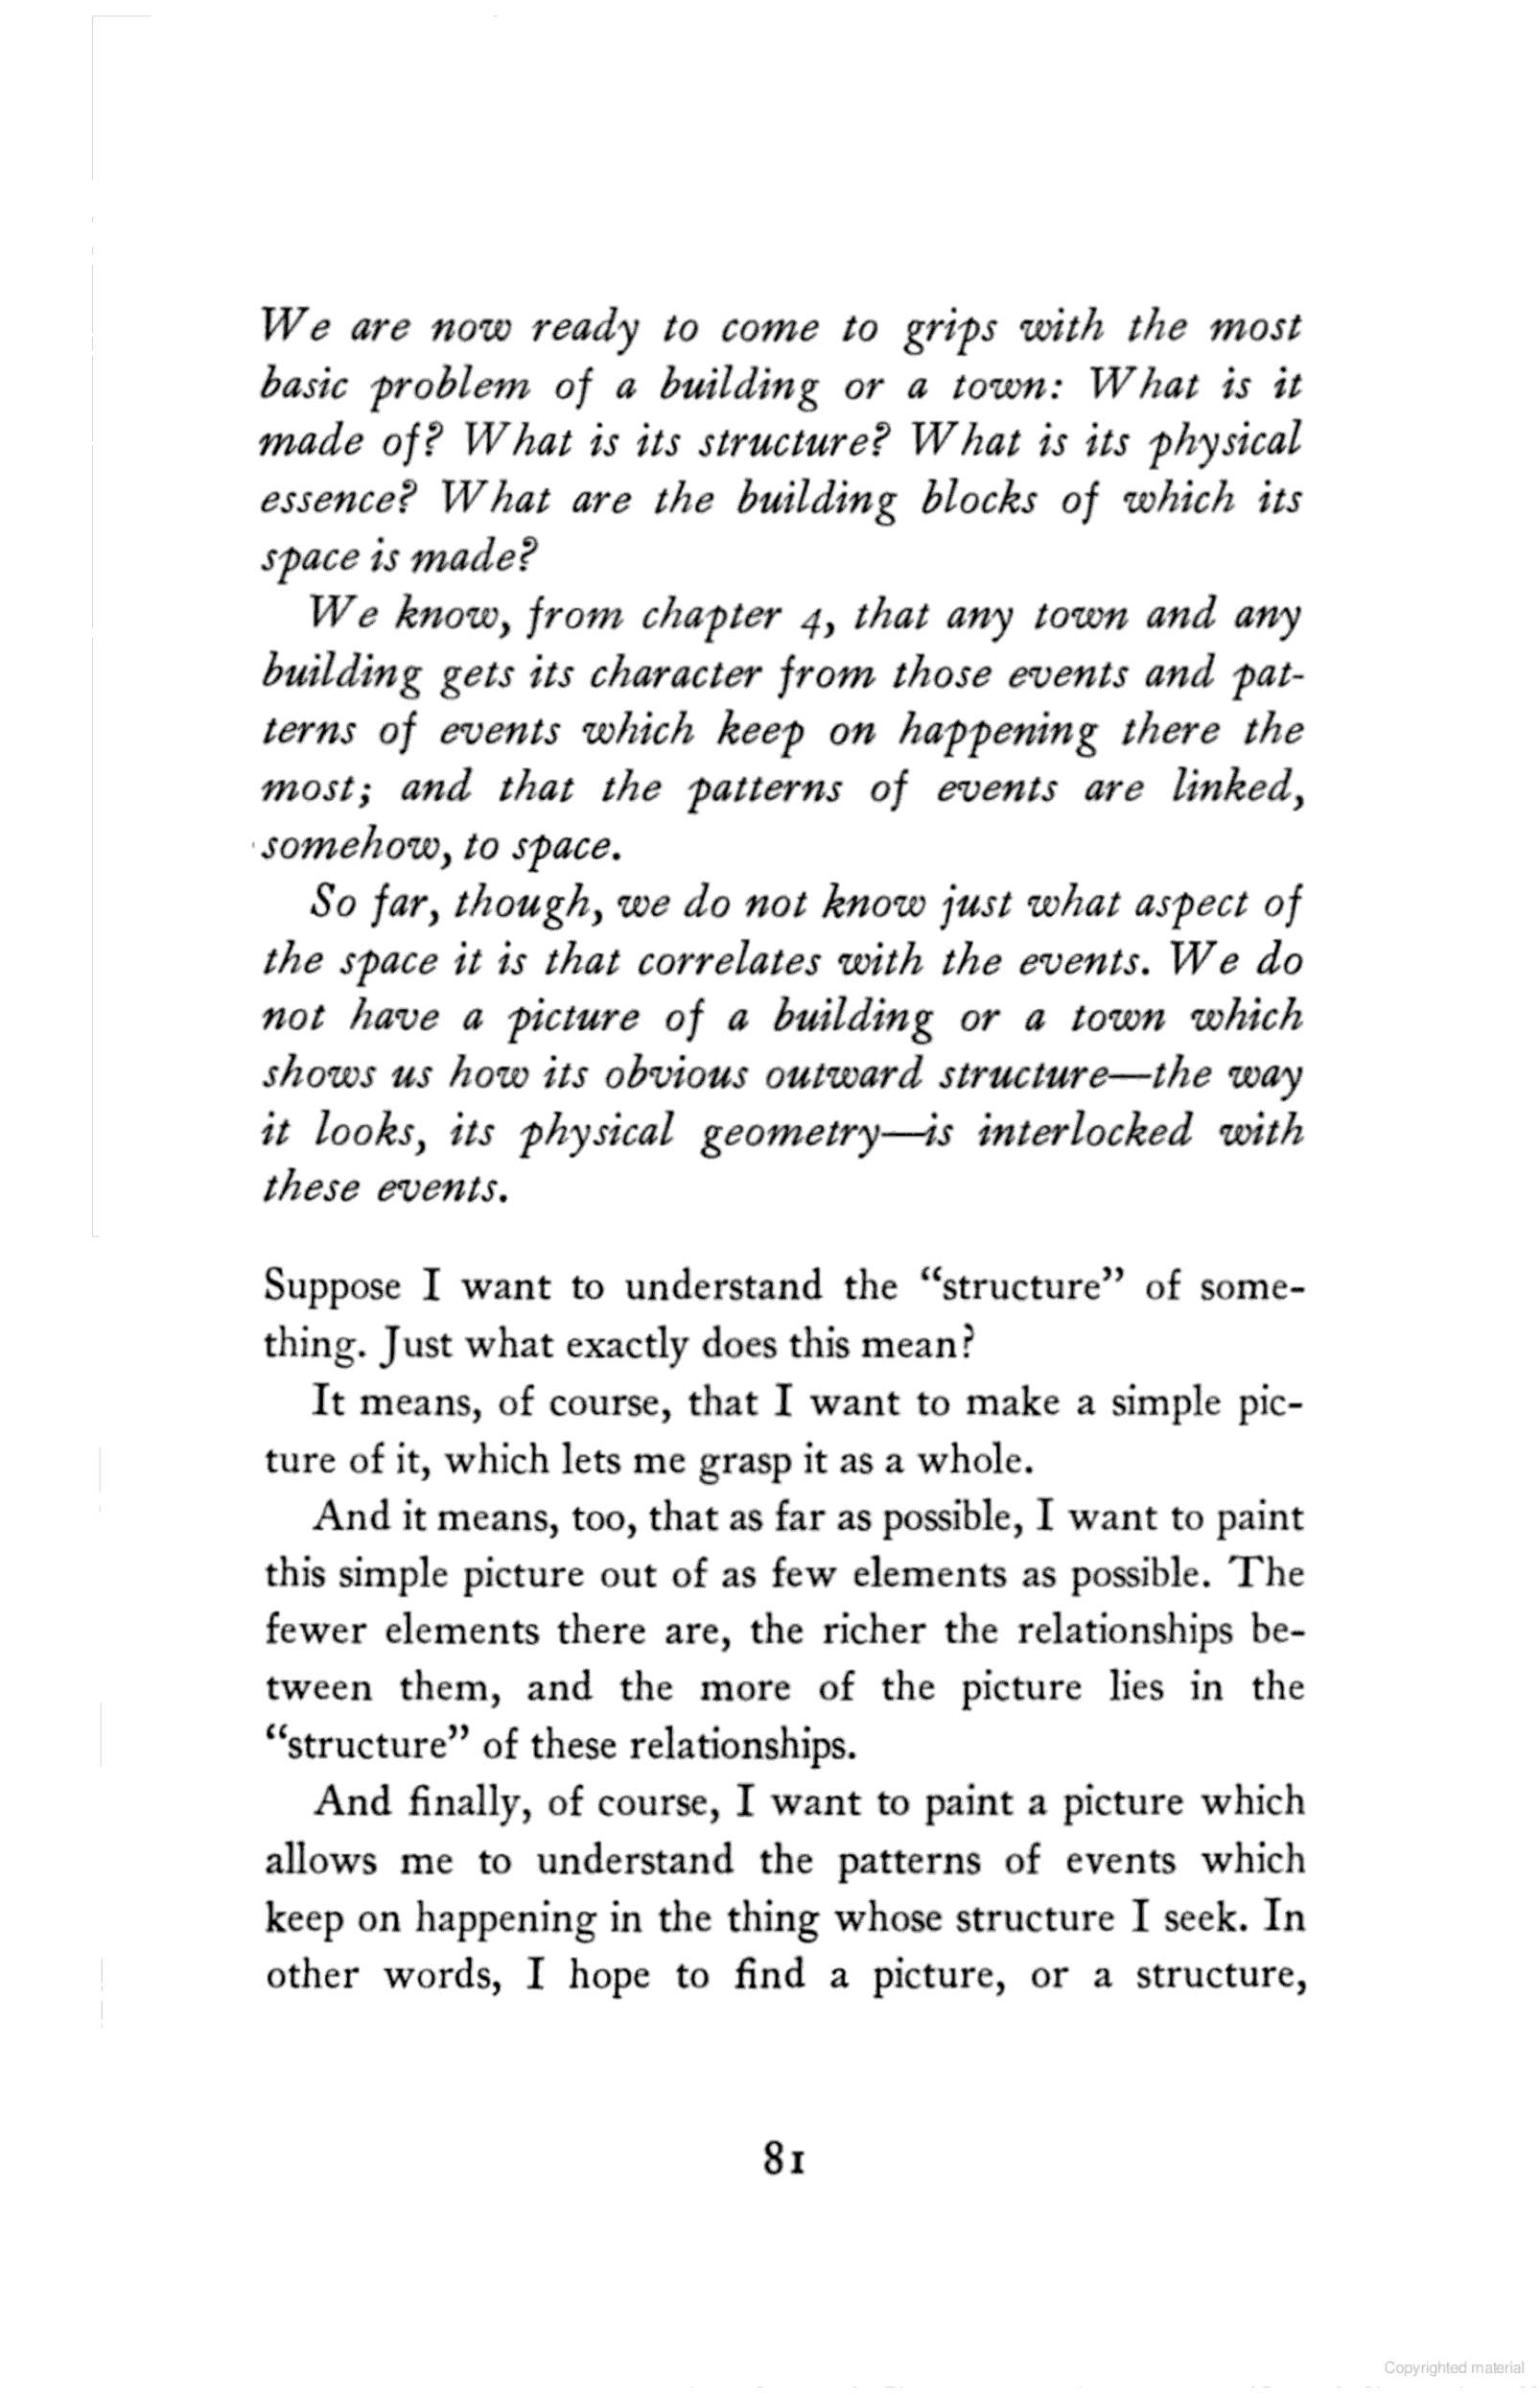 We are now ready to come to grips with the most
basic problem of a building or a town: What is it
made of? What is its structure? What is its physical
essence? What are the building blocks of which its
space is made?
We know, from chapter 4, that any town and any
building gets its character from those events and pat-
terns of events which keep on happening there the
most; and that the patterns of events are linked,
somehow, to space.
So far, though, we do not know just what aspect of
the space it is that correlates with the events. We do
not have a picture of a building or a town which
shows us how its obvious outward structure—the way
it looks, its physical geometry—is interlocked with
these events.
Suppose I want to understand the “structure” of some-
thing. Just what exactly does this mean?
It means, of course, that I want to make a simple pic-
ture of it, which lets me grasp it as a whole.
And it means, too, that as far as possible, I want to paint
this simple picture out of as few elements as possible. The
fewer elements there are, the richer the relationships be-
tween them, and the more of the picture lies in the
“structure” of these relationships.
And finally, of course, I want to paint a picture which
allows me to understand the patterns of events which
keep on happening in the thing whose structure I seek. In
other words, I hope to find a picture, or a structure,
81
Copyrighted material